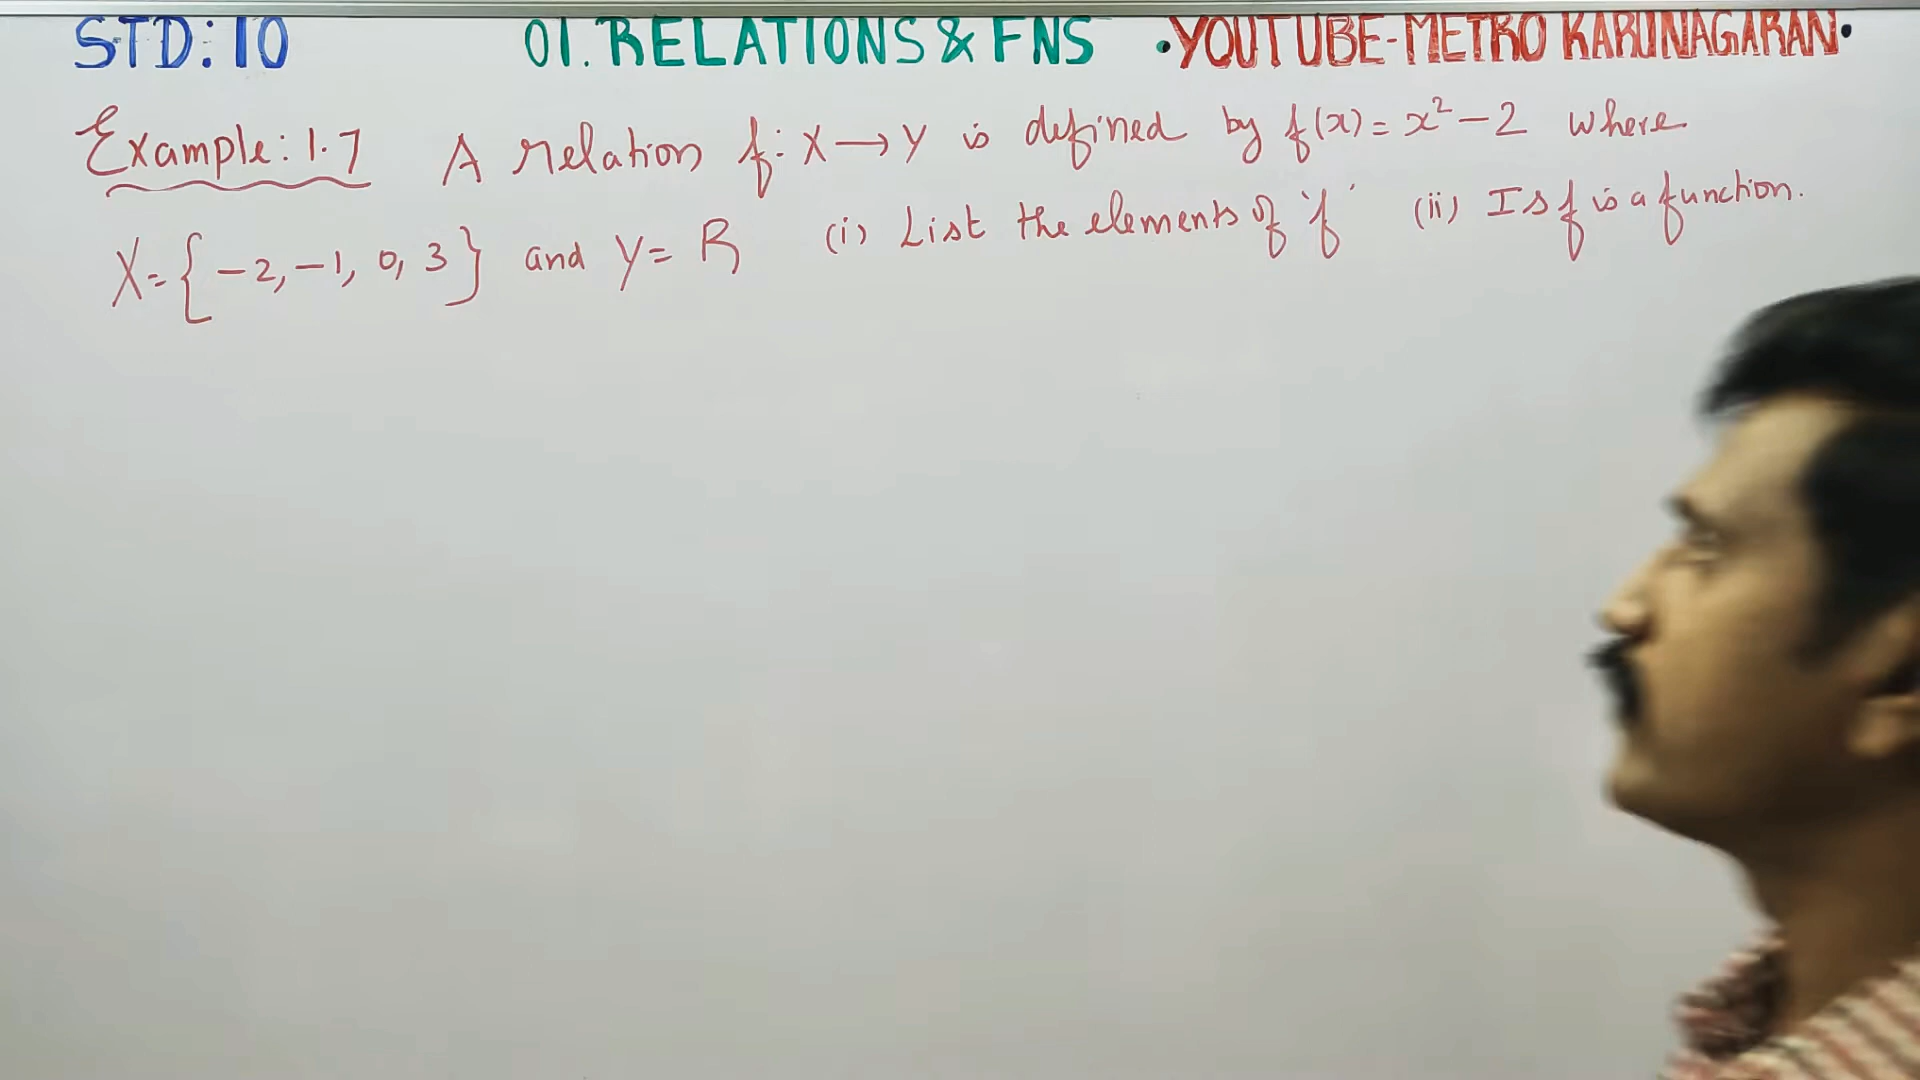 STD: 10 01. RELATIONS & FNS • YOUTUBE-METRO KARUNAGARAN •
Example: 1.7 A relation f: X → Y is defined by f(x) = x² - 2 where
X = { -2, -1, 0, 3 } and Y = R (i) List the elements of 'f' (ii) Is f is a function.